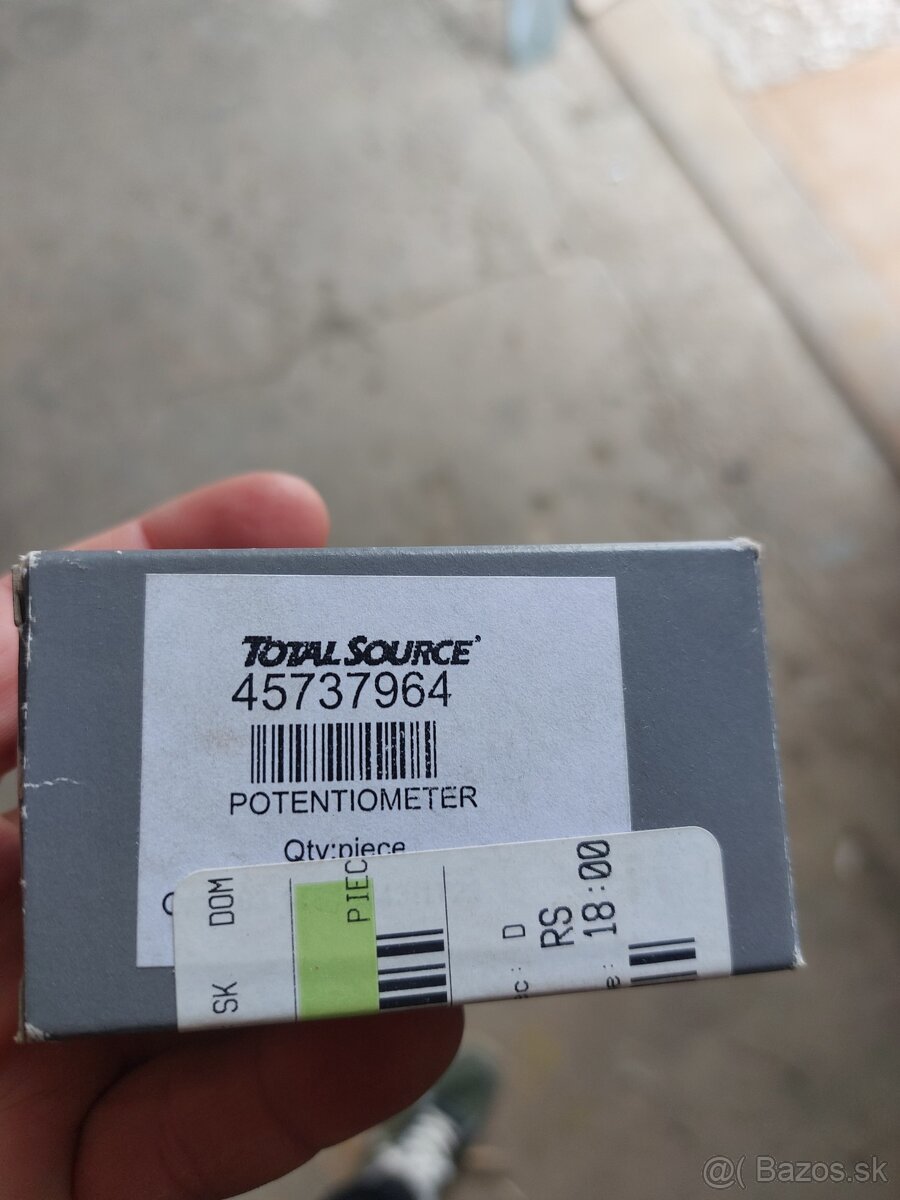 TOTAL SOURCE
45737964
POTENTIOMETER
Qty:piece
DOM
SK
PIEC
D
RS
18:00
@( Bazos.sk